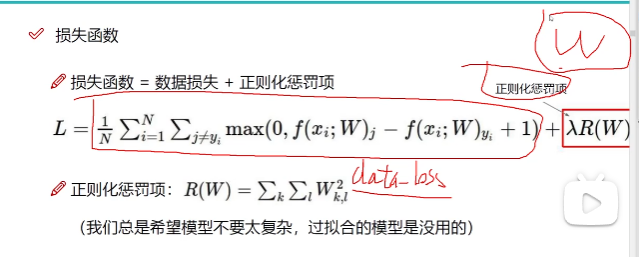 损失函数
W
损失函数 = 数据损失 + 正则化惩罚项
正则化惩罚项
L = \frac{1}{N} \sum_{i=1}^{N} \sum_{j \neq y_i} \max(0, f(x_i; W)_j - f(x_i; W)_{y_i} + 1) + λR(W)
正则化惩罚项： R(W) = \sum_k \sum_l W_{k,l}^2
data_loss
（我们总是希望模型不要太复杂，过拟合的模型是没用的）